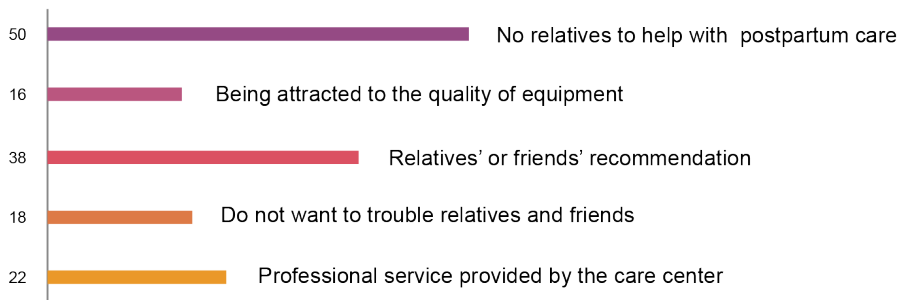 50 No relatives to help with  postpartum care
16 Being attracted to the quality of equipment
38 Relatives’ or friends’ recommendation
18 Do not want to trouble relatives and friends
22 Professional service provided by the care center